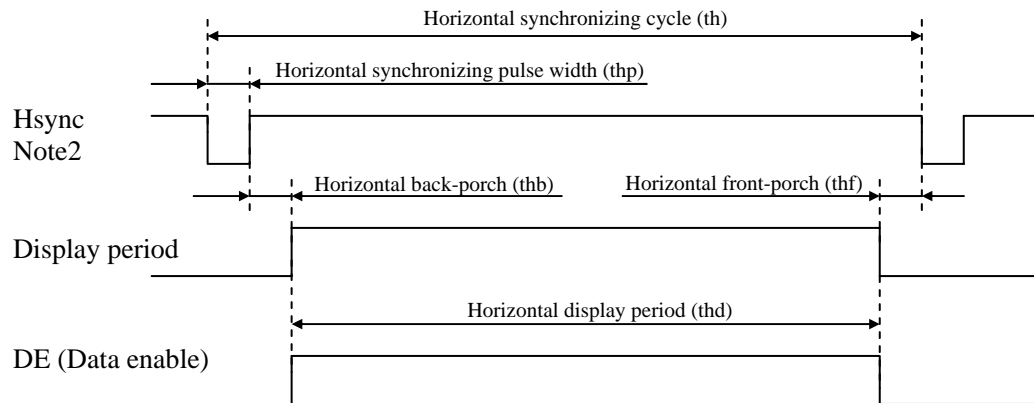 Horizontal synchronizing cycle (th)
Horizontal synchronizing pulse width (thp)
Hsync
Note2
Horizontal back-porch (thb)
Horizontal front-porch (thf)
Display period
Horizontal display period (thd)
DE (Data enable)